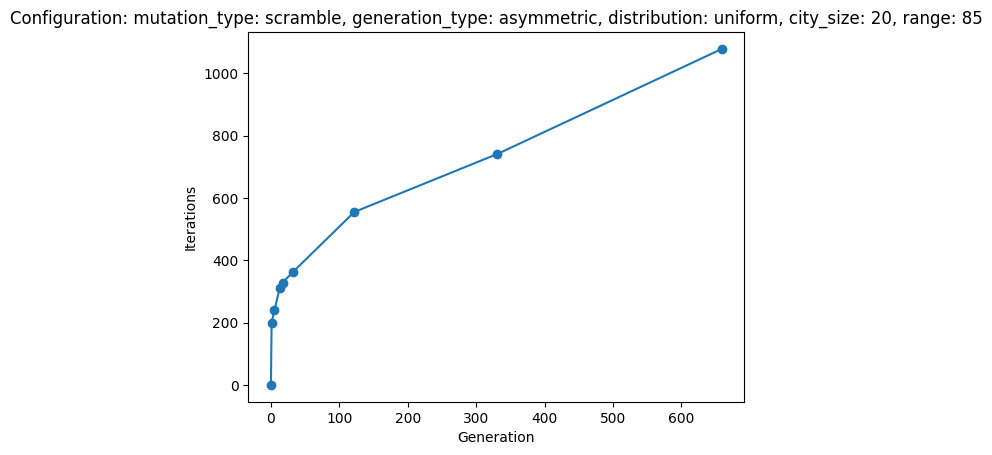 Configuration: mutation_type: scramble, generation_type: asymmetric, distribution: uniform, city_size: 20, range: 85
1000
800
600
400
200
0
Iterations
0 100 200 300 400 500 600
Generation